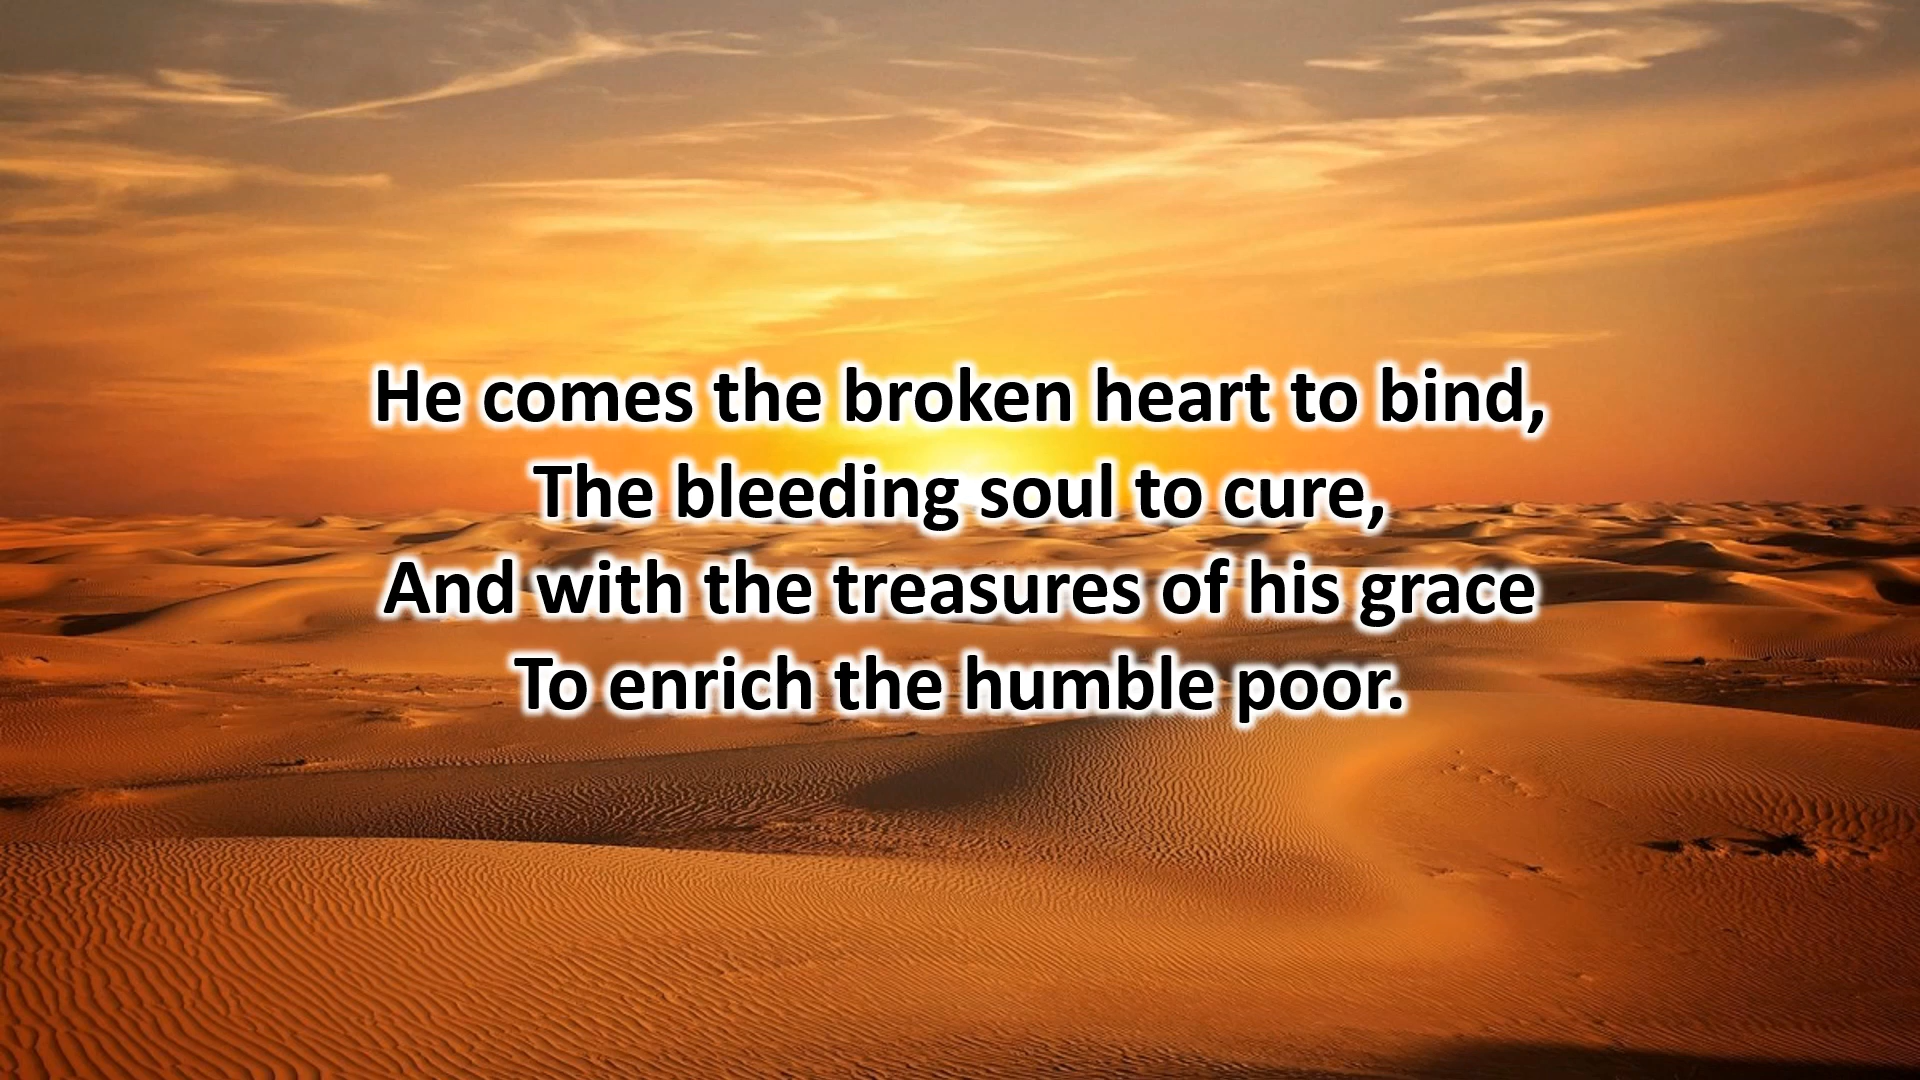 He comes the broken heart to bind,
The bleeding soul to cure,
And with the treasures of his grace
To enrich the humble poor.